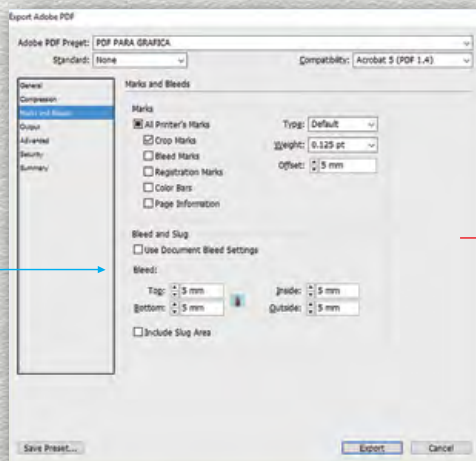 Export Adobe PDF
Adobe PDF Preset: PDF PARA GRAFICA
Standard: None Compatibility: Acrobat 5 (PDF 1.4)
General
Compression
Marks and Bleeds
Output
Advanced
Security
Summary
Marks and Bleeds
Marks
All Printer's Marks
Crop Marks
Bleed Marks
Registration Marks
Color Bars
Page Information
Type: Default
Weight: 0.125 pt
Offset: 5 mm
Bleed and Slug
Use Document Bleed Settings
Bleed:
Top: 5 mm Inside: 5 mm
Bottom: 5 mm Outside: 5 mm
Include Slug Area
Save Preset... Export Cancel